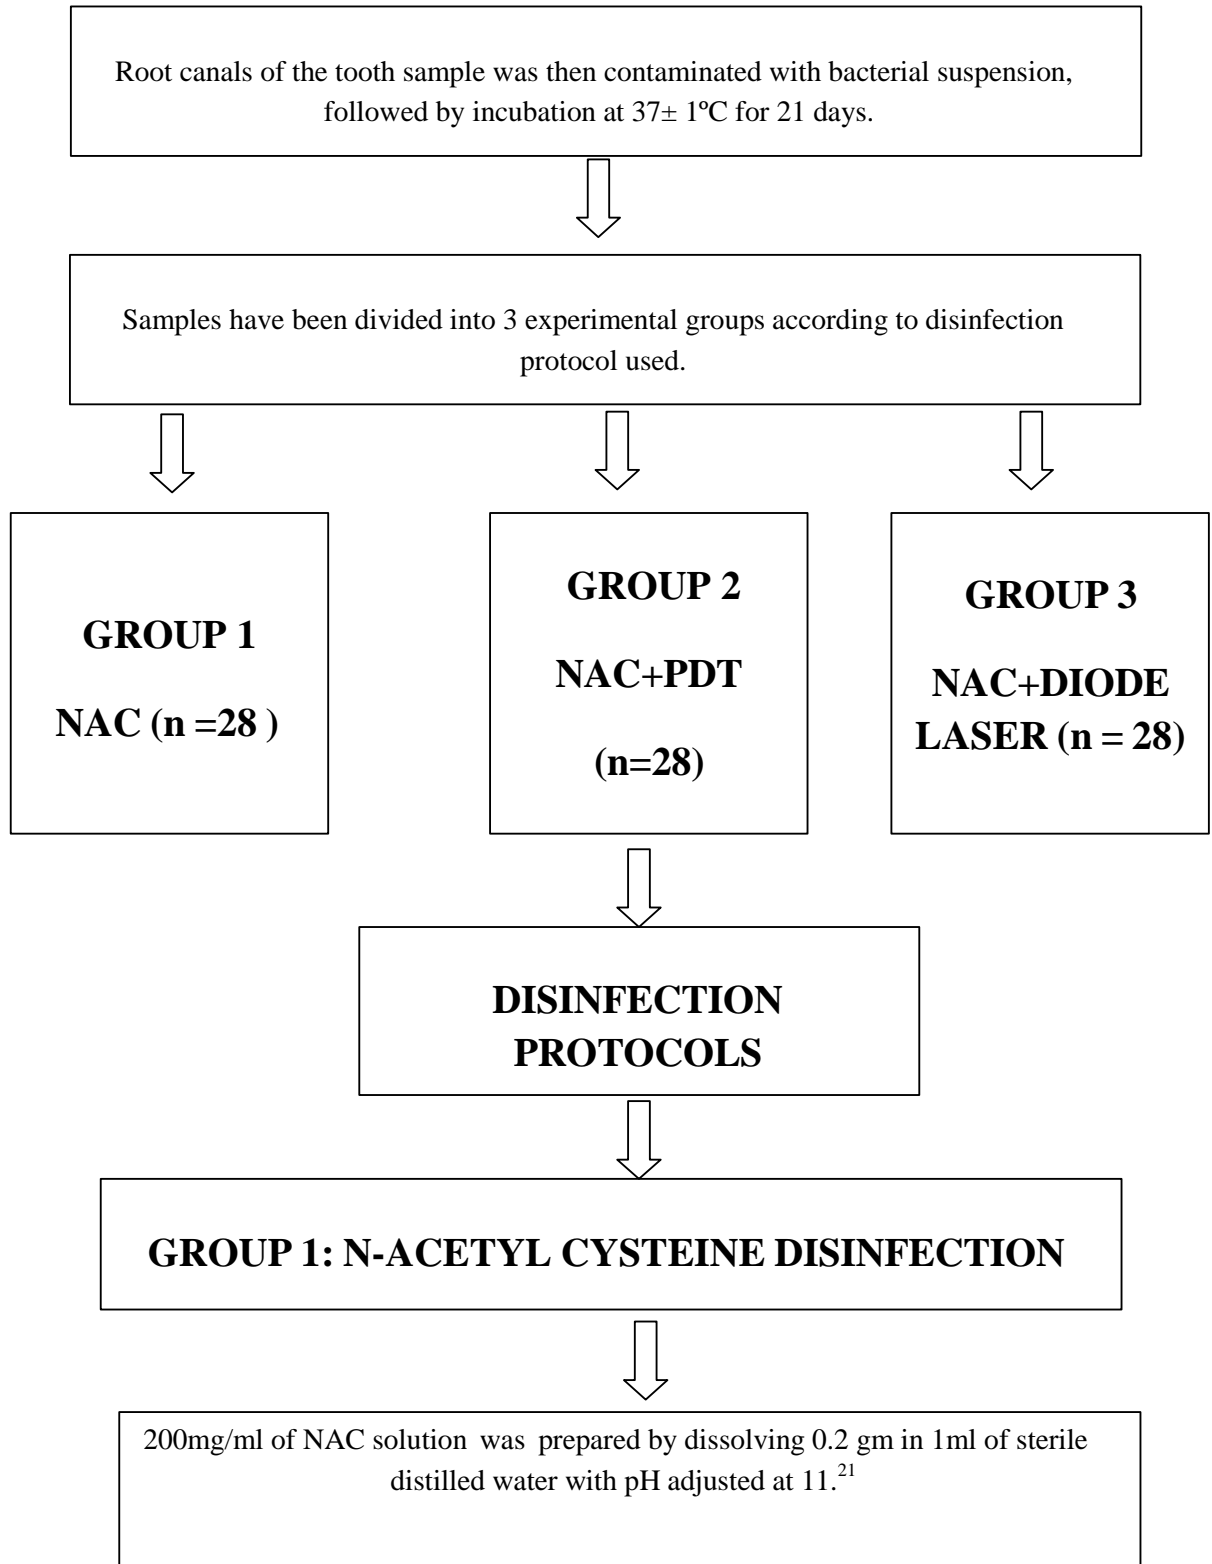 Root canals of the tooth sample was then contaminated with bacterial suspension,
followed by incubation at 37± 1ºC for 21 days.
Samples have been divided into 3 experimental groups according to disinfection
protocol used.
GROUP 1
NAC (n =28 )
GROUP 2
NAC+PDT
(n=28)
GROUP 3
NAC+DIODE
LASER (n = 28)
DISINFECTION
PROTOCOLS
GROUP 1: N-ACETYL CYSTEINE DISINFECTION
200mg/ml of NAC solution was prepared by dissolving 0.2 gm in 1ml of sterile
distilled water with pH adjusted at 11.²¹